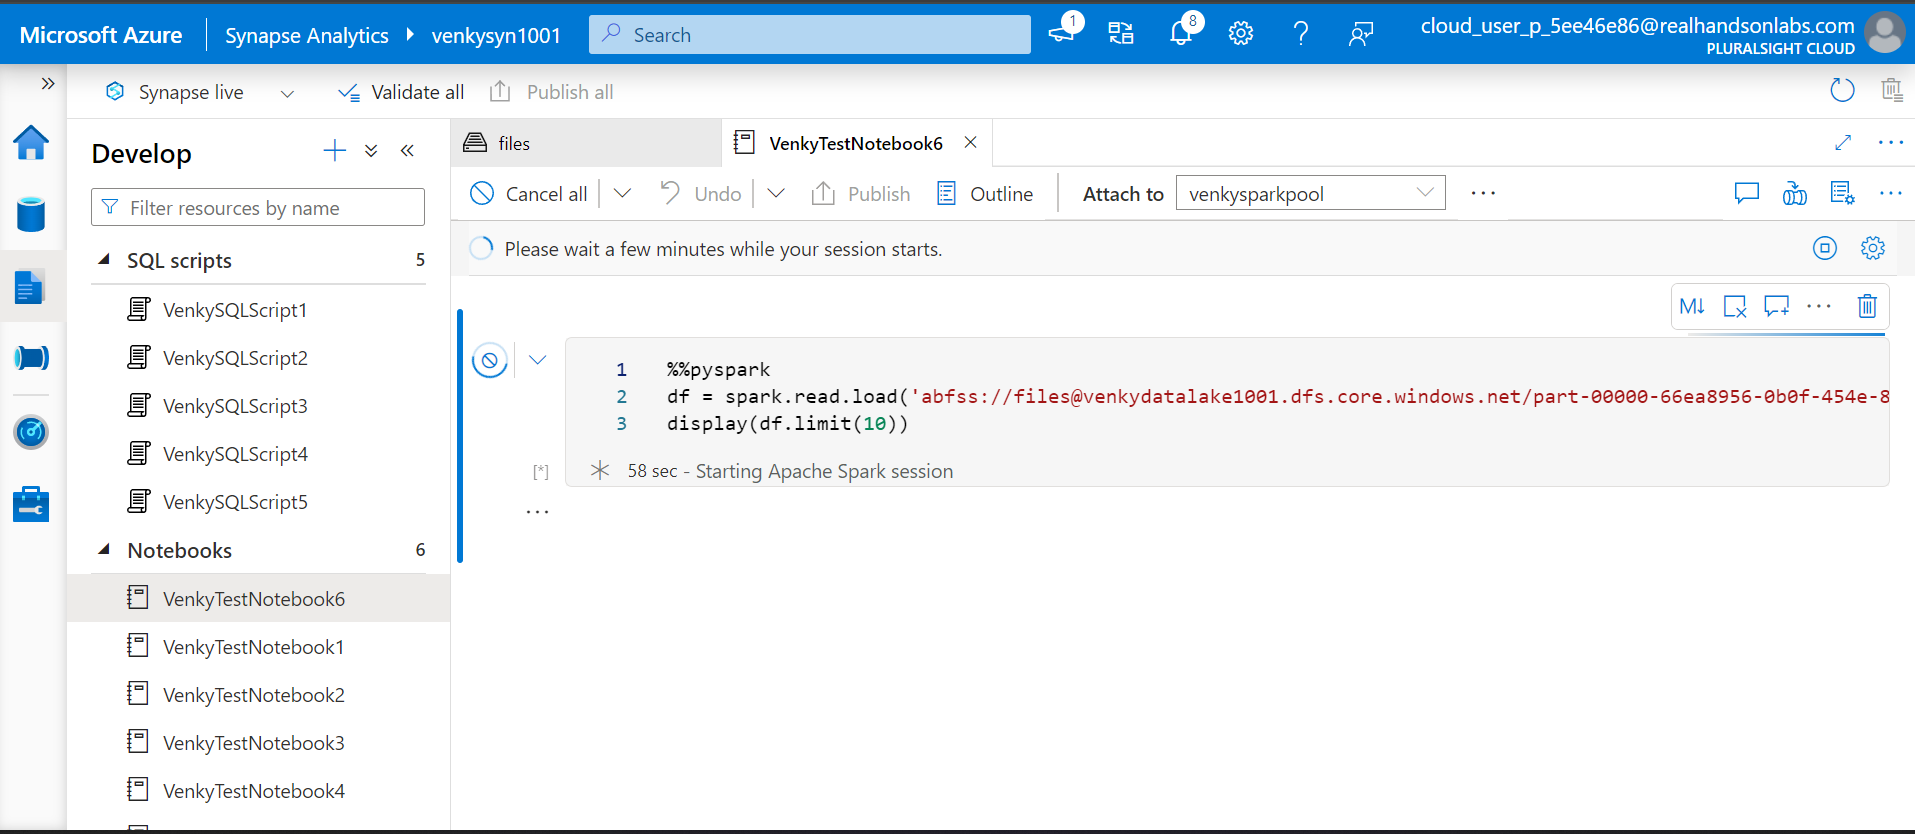 Microsoft Azure
Synapse Analytics
venkysyn1001
Search
1
8
cloud_user_p_5ee46e86@realhandsonlabs.com
PLURALSIGHT CLOUD
Synapse live
Validate all
Publish all
Develop
Filter resources by name
SQL scripts 5
VenkySQLScript1
VenkySQLScript2
VenkySQLScript3
VenkySQLScript4
VenkySQLScript5
Notebooks 6
VenkyTestNotebook6
VenkyTestNotebook1
VenkyTestNotebook2
VenkyTestNotebook3
VenkyTestNotebook4
files
VenkyTestNotebook6
Cancel all
Undo
Publish
Outline
Attach to
venkysparkpool
Please wait a few minutes while your session starts.
M↓
1 %%pyspark
2 df = spark.read.load('abfss://files@venkydatalake1001.dfs.core.windows.net/part-00000-66ea8956-0b0f-454e-8
3 display(df.limit(10))
[*]
58 sec - Starting Apache Spark session